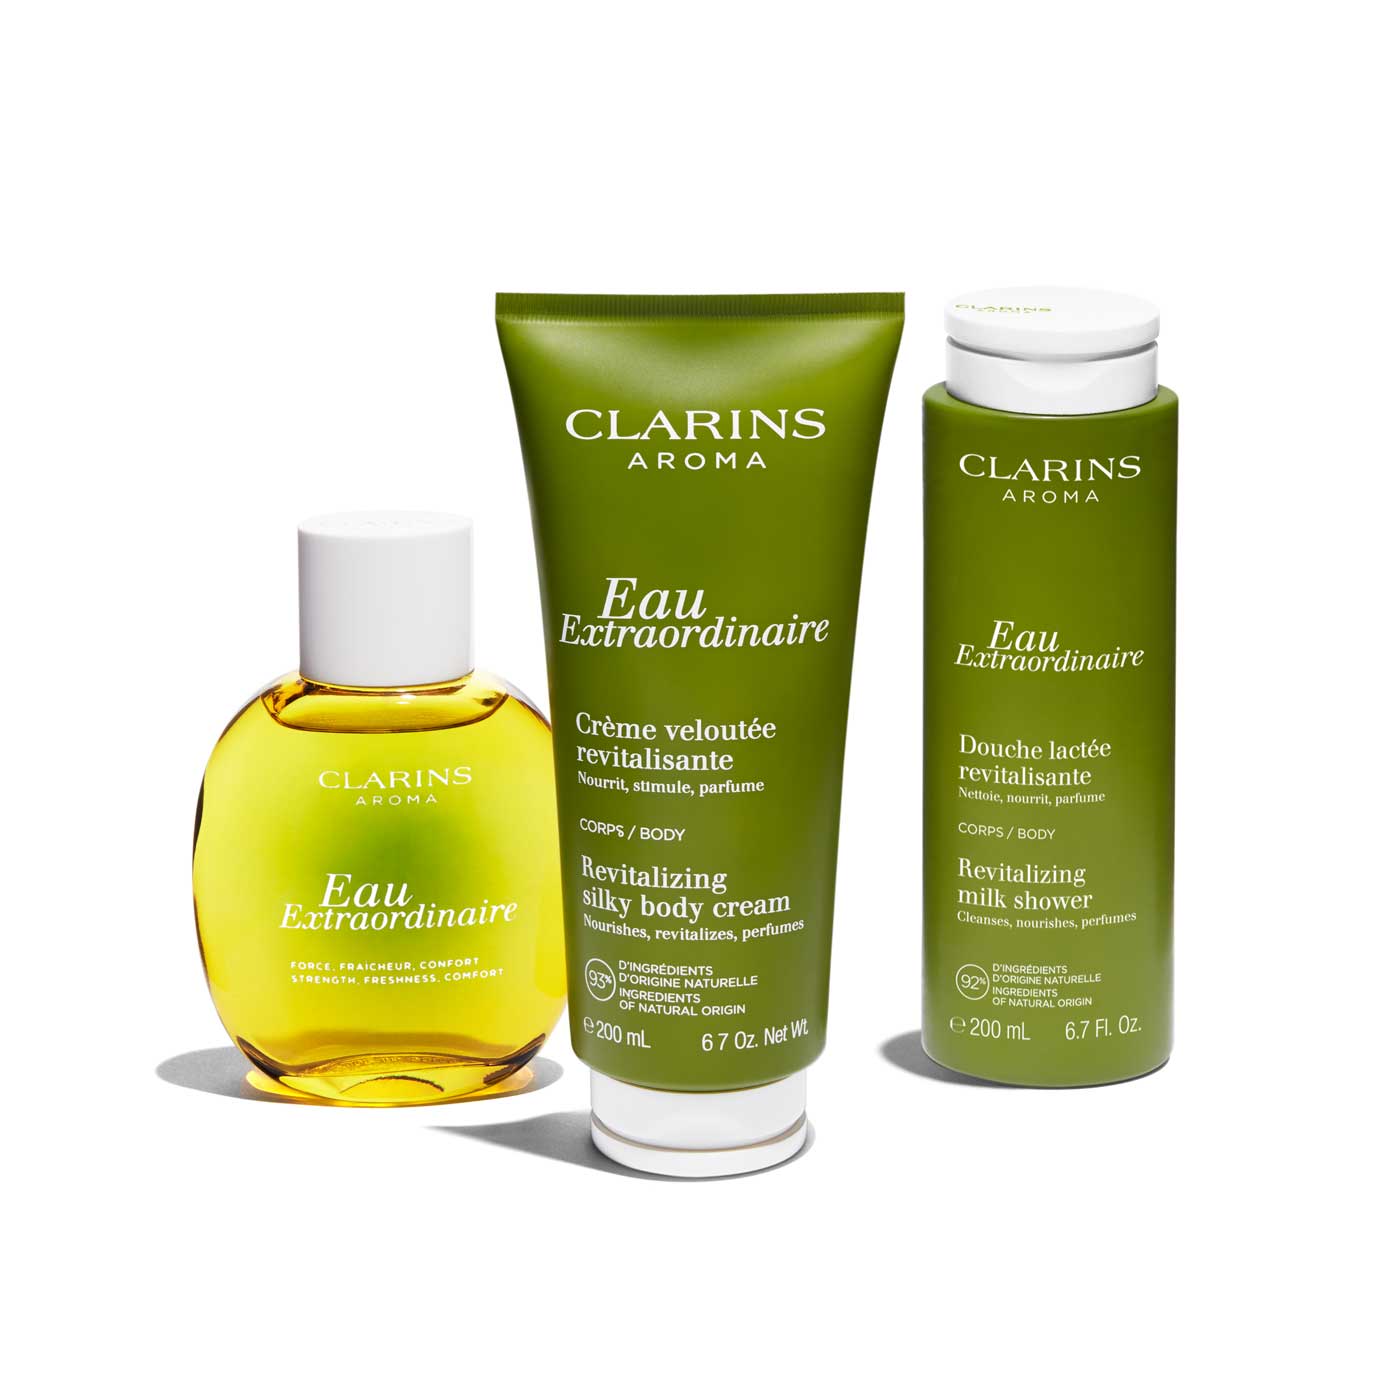 CLARINS
AROMA
Eau
Extraordinaire
FORCE, FRAÎCHEUR, CONFORT
STRENGTH, FRESHNESS, COMFORT
CLARINS
AROMA
Eau
Extraordinaire
Crème veloutée
revitalisante
Nourrit, stimule, parfume
CORPS / BODY
Revitalizing
silky body cream
Nourishes, revitalizes, perfumes
93%
D'INGRÉDIENTS
D'ORIGINE NATURELLE
INGREDIENTS
OF NATURAL ORIGIN
℮ 200 mL 6 7 Oz. Net Wt.
CLARINS
AROMA
CLARINS
AROMA
Eau
Extraordinaire
Douche lactée
revitalisante
Nettoie, nourrit, parfume
CORPS / BODY
Revitalizing
milk shower
Cleanses, nourishes, perfumes
92%
D'INGRÉDIENTS
D'ORIGINE NATURELLE
INGREDIENTS
OF NATURAL ORIGIN
℮ 200 mL 6.7 Fl. Oz.